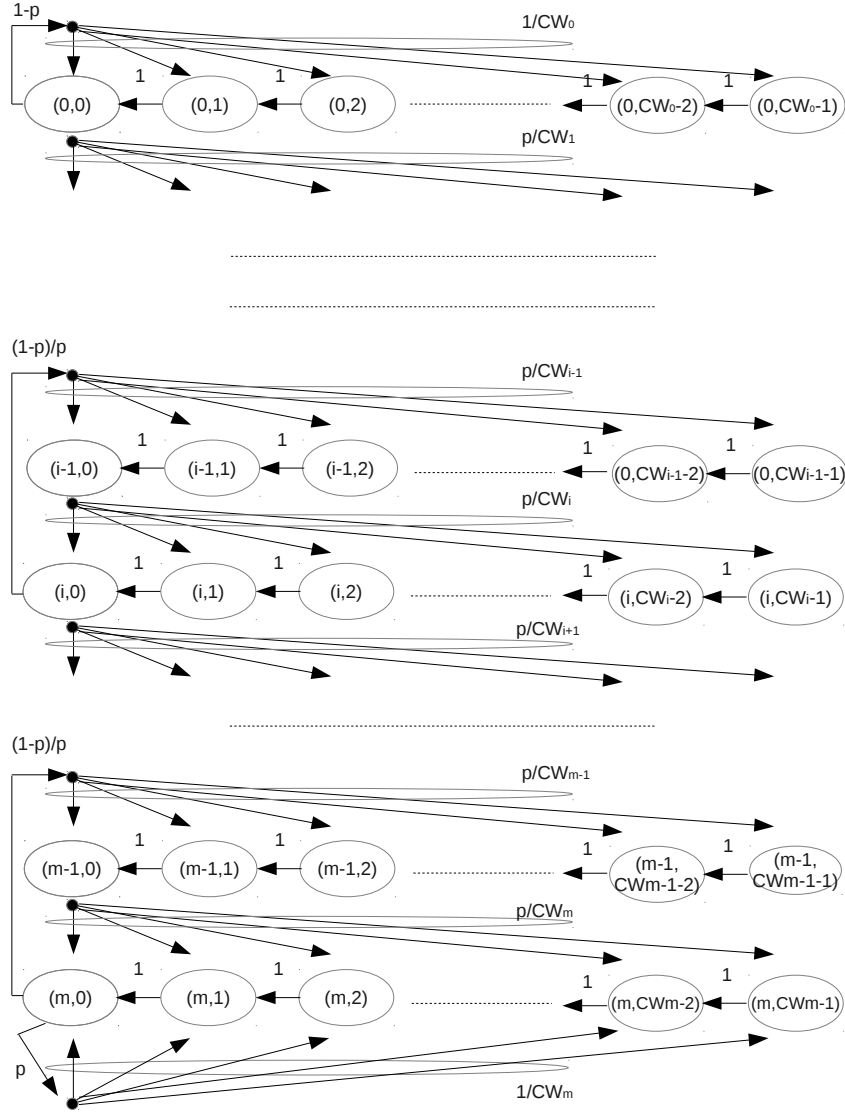 1-p
1/CW₀
1 1 1 1
(0,0) (0,1) (0,2) (0,CW₀-2) (0,CW₀-1)
p/CW₁
(1-p)/p
p/CWᵢ₋₁
1 1 1 1
(i-1,0) (i-1,1) (i-1,2) (0,CWᵢ₋₁-2) (0,CWᵢ₋₁-1)
p/CWᵢ
1 1 1 1
(i,0) (i,1) (i,2) (i,CWᵢ-2) (i,CWᵢ-1)
p/CWᵢ₊₁
(1-p)/p
p/CWₘ₋₁
1 1 1 1
(m-1,0) (m-1,1) (m-1,2) (m-1, CWm-1-2) (m-1, CWm-1-1)
p/CWₘ
1 1 1 1
(m,0) (m,1) (m,2) (m,CWm-2) (m,CWm-1)
p
1/CWₘ